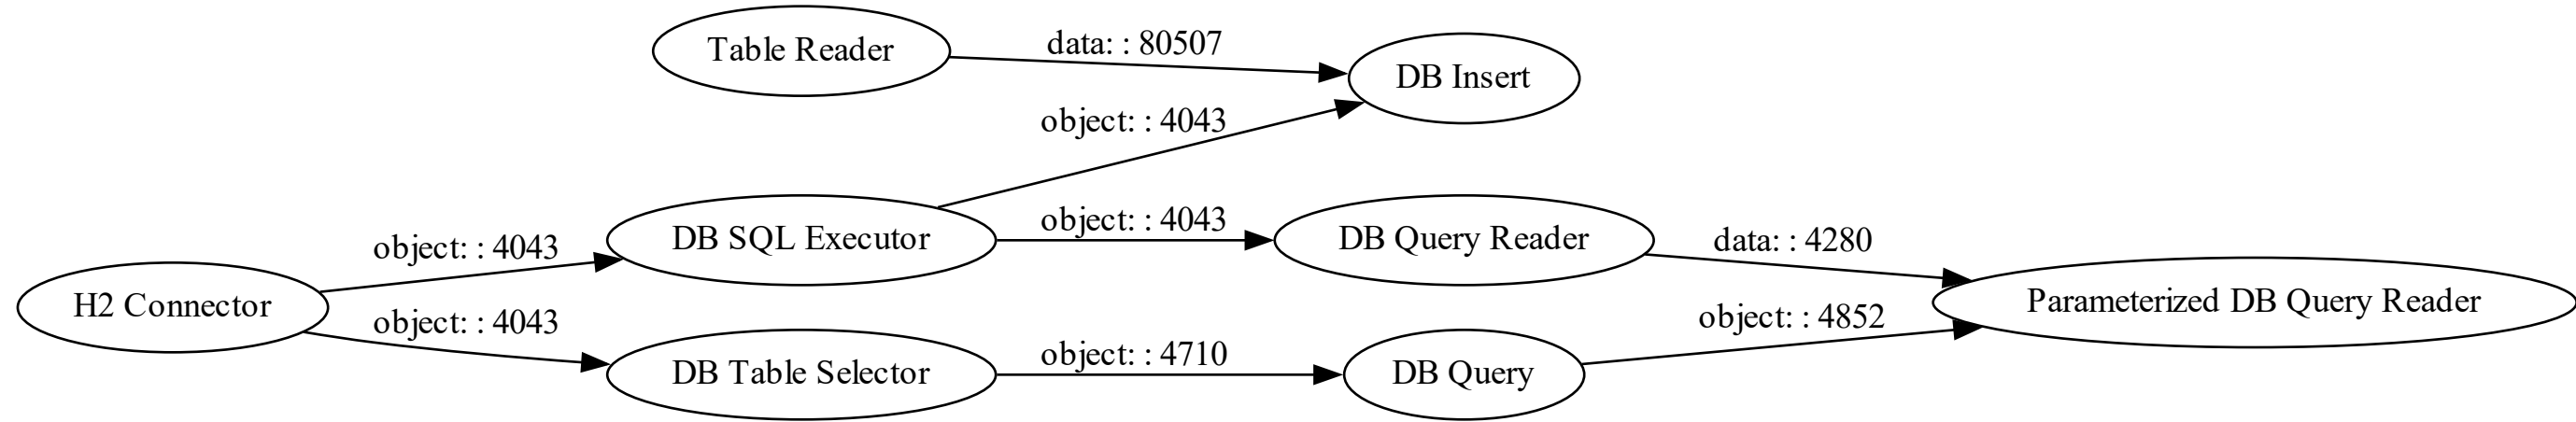 Table Reader
data: : 80507
DB Insert
object: : 4043
DB SQL Executor
object: : 4043
DB Query Reader
data: : 4280
object: : 4043
H2 Connector
Parameterized DB Query Reader
object: : 4043
object: : 4852
DB Table Selector
object: : 4710
DB Query